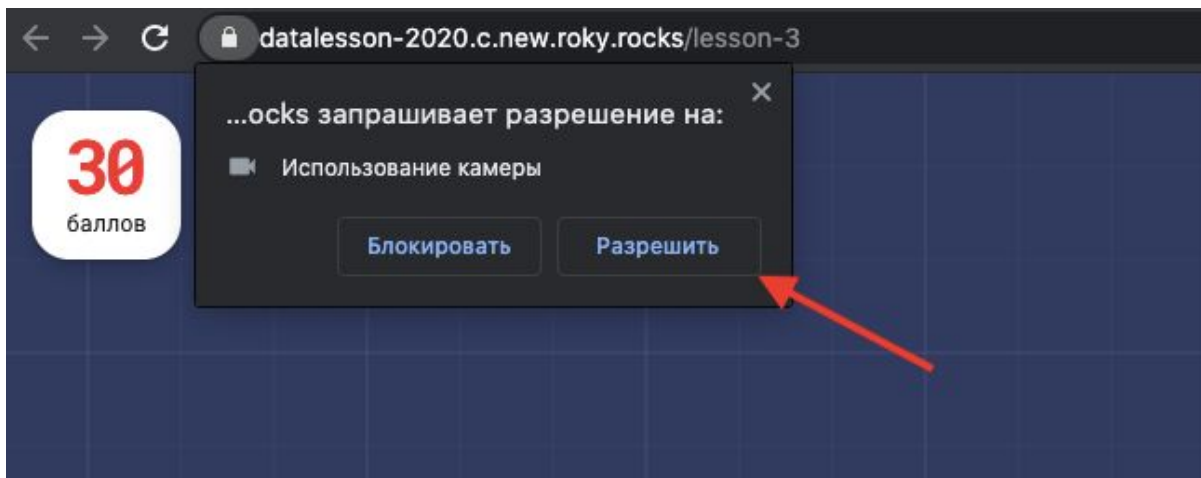 datalesson-2020.c.new.roky.rocks/lesson-3
...ocks запрашивает разрешение на:
Использование камеры
Блокировать Разрешить
30
баллов